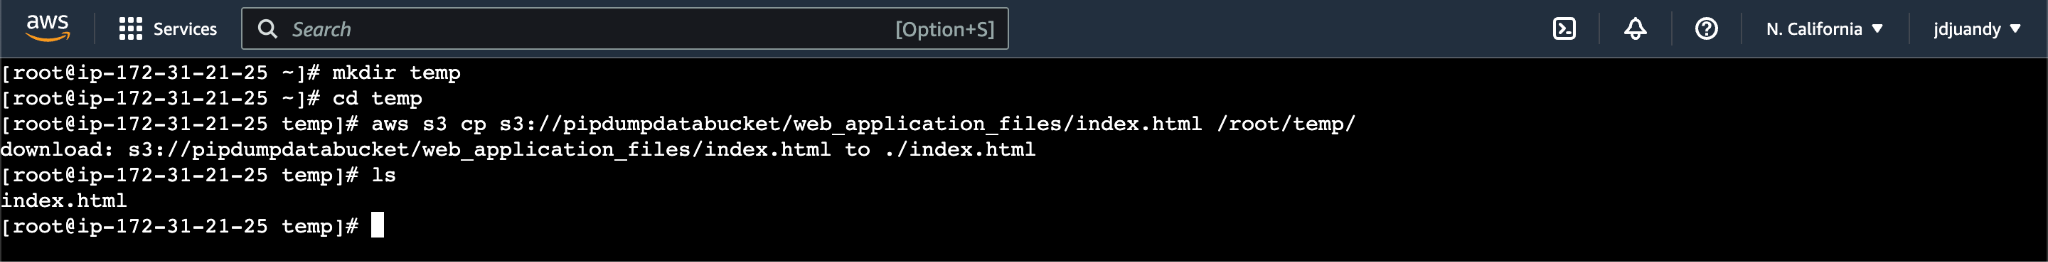 aws Services Search [Option+S] N. California jdjuandy
[root@ip-172-31-21-25 ~]# mkdir temp
[root@ip-172-31-21-25 ~]# cd temp
[root@ip-172-31-21-25 temp]# aws s3 cp s3://pipdumpdatabucket/web_application_files/index.html /root/temp/
download: s3://pipdumpdatabucket/web_application_files/index.html to ./index.html
[root@ip-172-31-21-25 temp]# ls
index.html
[root@ip-172-31-21-25 temp]#